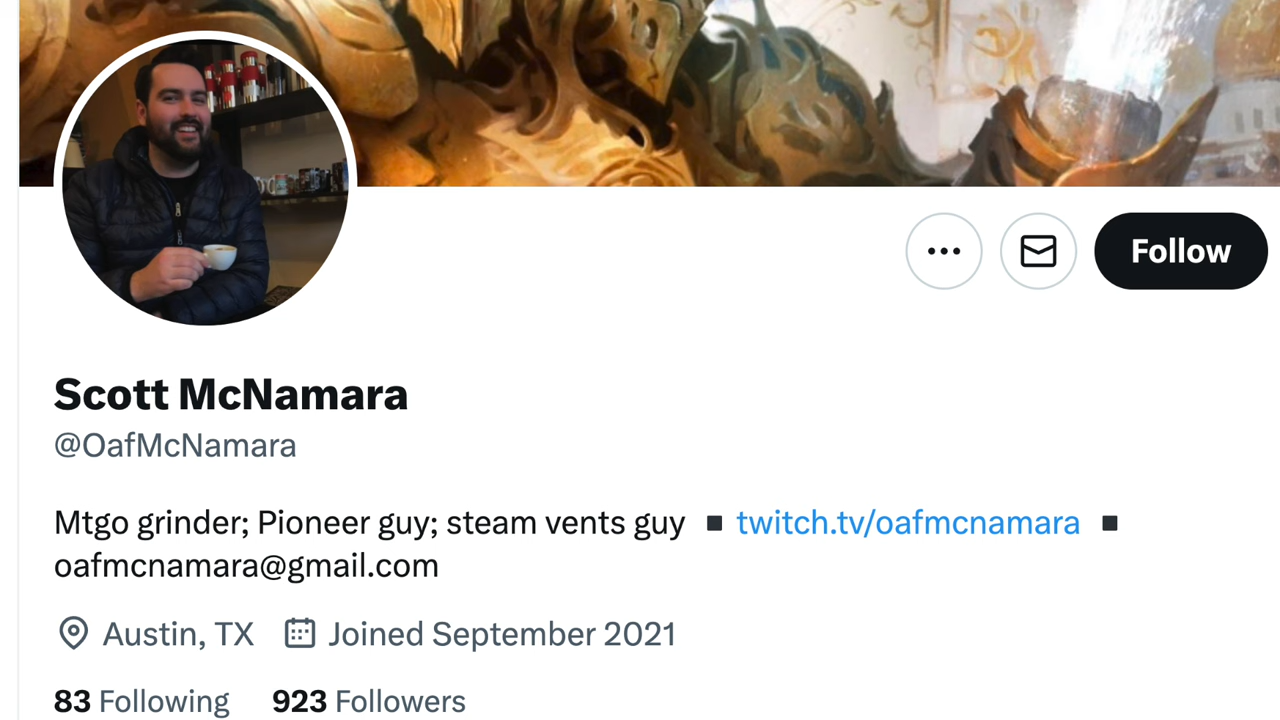 Follow
Scott McNamara
@OafMcNamara
Mtgo grinder; Pioneer guy; steam vents guy ▪ twitch.tv/oafmcnamara ▪
oafmcnamara@gmail.com
Austin, TX Joined September 2021
83 Following 923 Followers